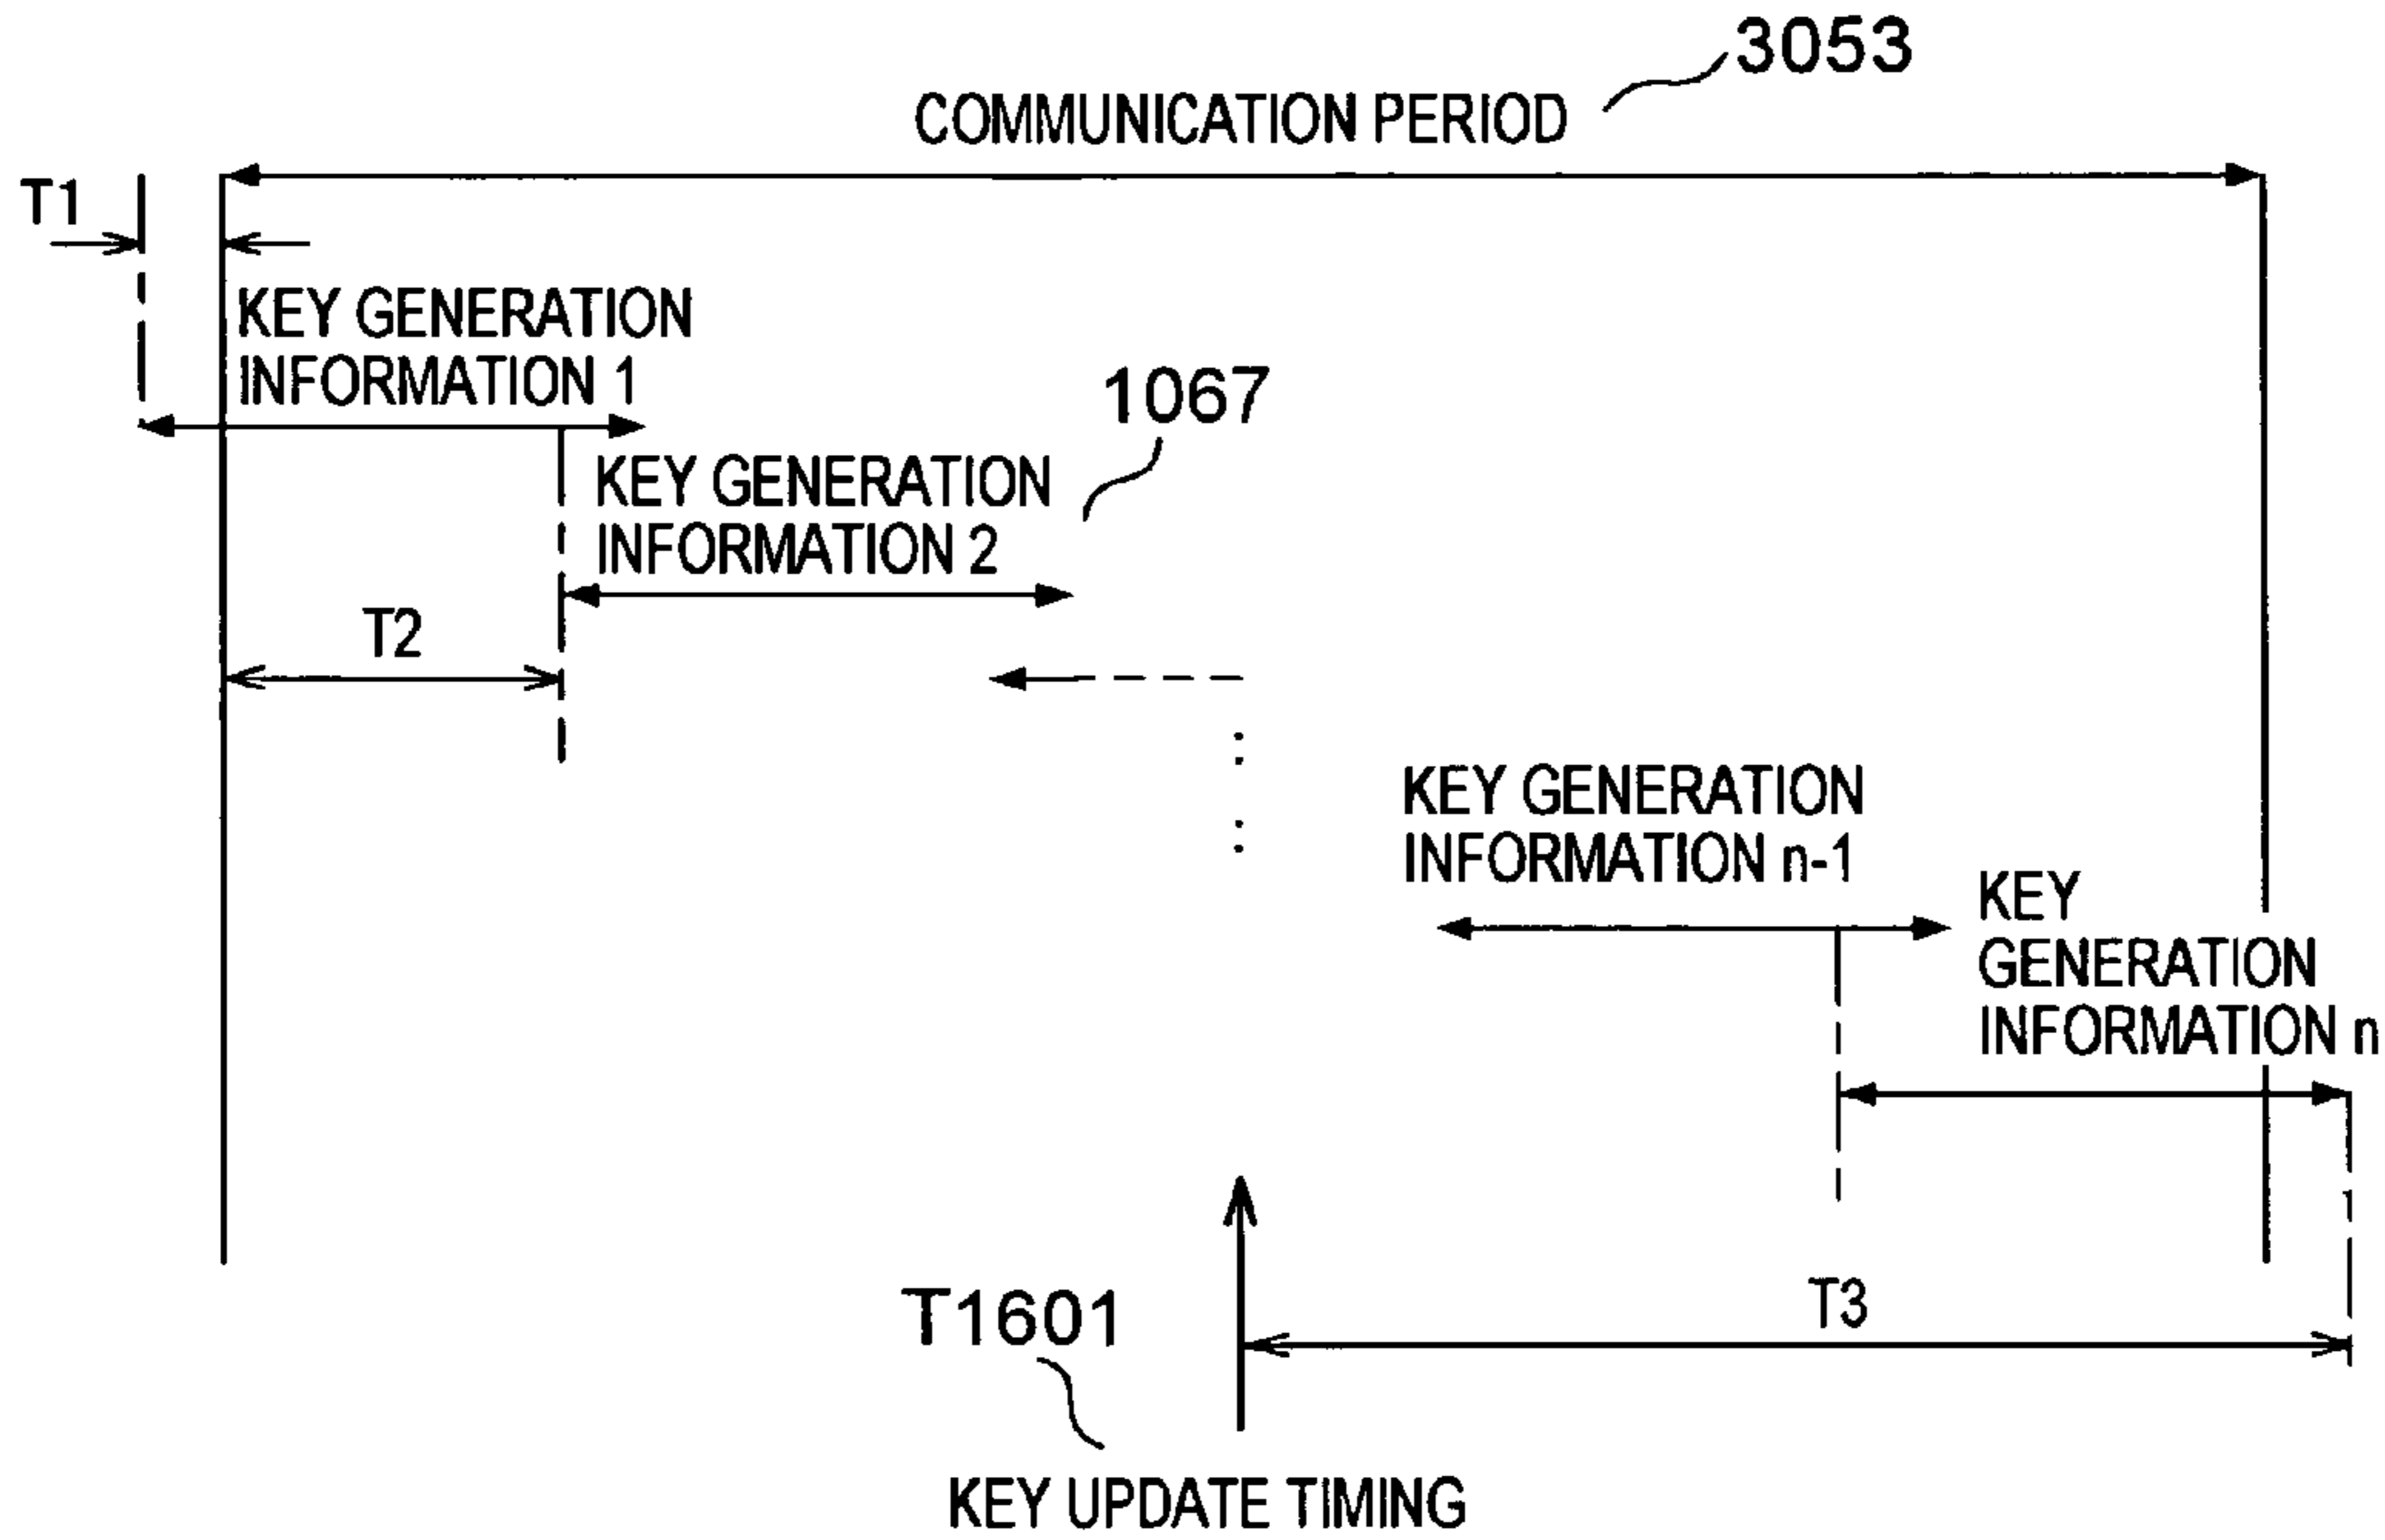 3053
COMMUNICATION PERIOD
T1
KEY GENERATION
INFORMATION 1
1067
KEY GENERATION
INFORMATION 2
T2
KEY GENERATION
INFORMATION n-1
KEY
GENERATION
INFORMATION n
T3
T1601
KEY UPDATE TIMING